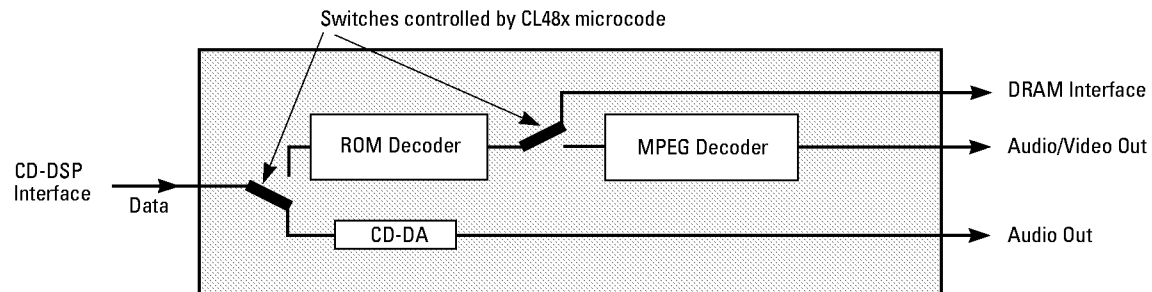 Switches controlled by CL48x microcode
DRAM Interface
ROM Decoder
MPEG Decoder
Audio/Video Out
CD-DSP
Interface
Data
CD-DA
Audio Out